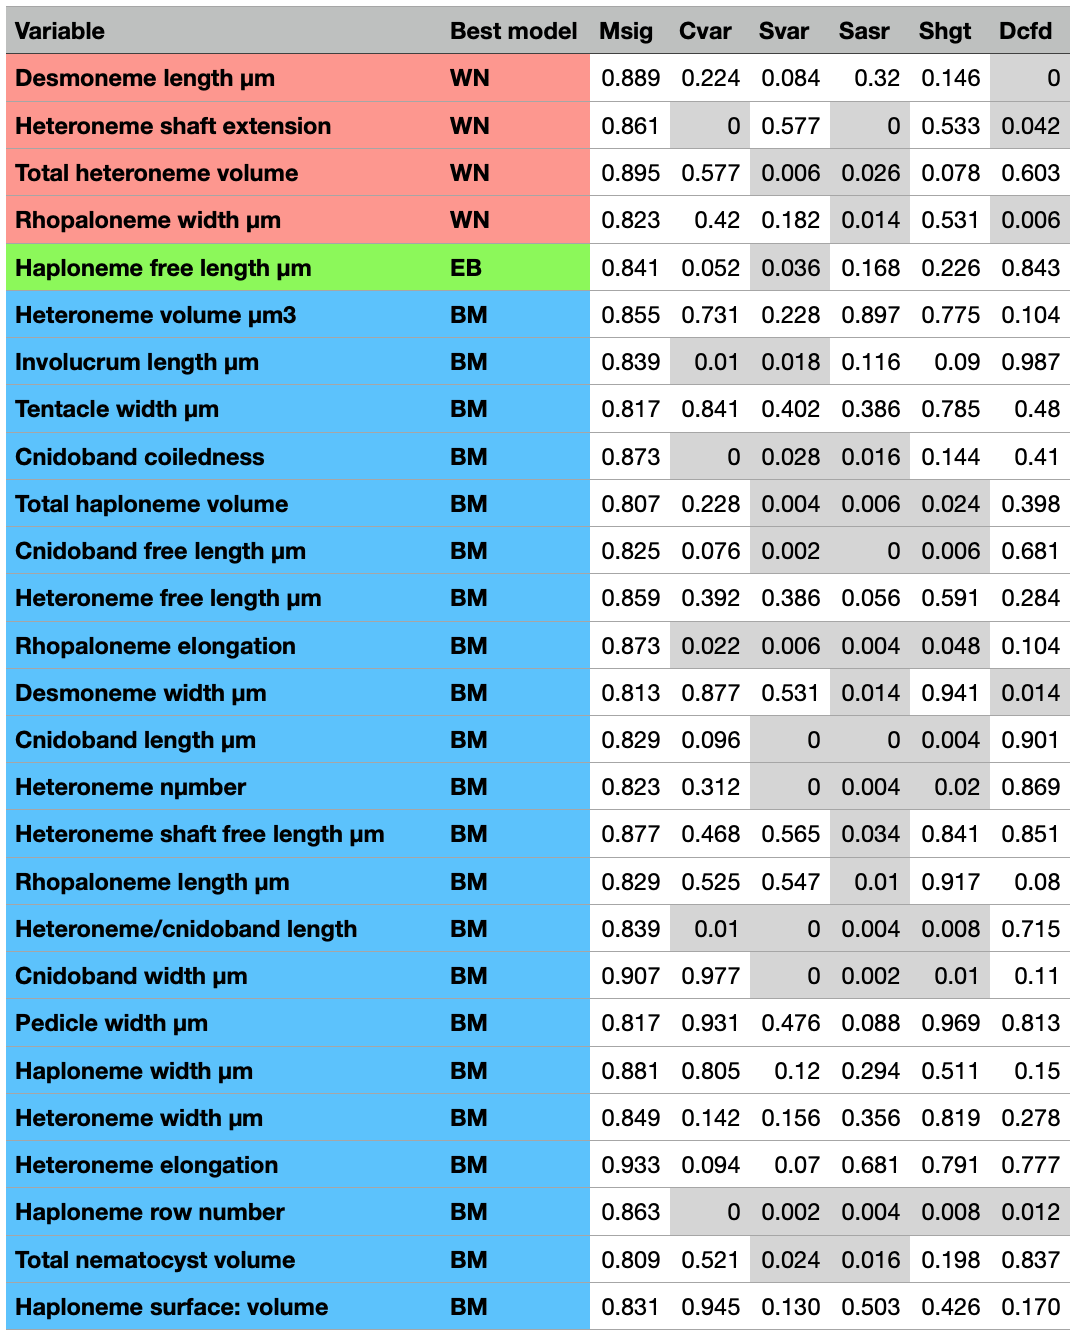 Variable Best model Msig Cvar Svar Sasr Shgt Dcfd
Desmoneme length µm WN 0.889 0.224 0.084 0.32 0.146 0
Heteroneme shaft extension WN 0.861 0 0.577 0 0.533 0.042
Total heteroneme volume WN 0.895 0.577 0.006 0.026 0.078 0.603
Rhopaloneme width µm WN 0.823 0.42 0.182 0.014 0.531 0.006
Haploneme free length µm EB 0.841 0.052 0.036 0.168 0.226 0.843
Heteroneme volume µm3 BM 0.855 0.731 0.228 0.897 0.775 0.104
Involucrum length µm BM 0.839 0.01 0.018 0.116 0.09 0.987
Tentacle width µm BM 0.817 0.841 0.402 0.386 0.785 0.48
Cnidoband coiledness BM 0.873 0 0.028 0.016 0.144 0.41
Total haploneme volume BM 0.807 0.228 0.004 0.006 0.024 0.398
Cnidoband free length µm BM 0.825 0.076 0.002 0 0.006 0.681
Heteroneme free length µm BM 0.859 0.392 0.386 0.056 0.591 0.284
Rhopaloneme elongation BM 0.873 0.022 0.006 0.004 0.048 0.104
Desmoneme width µm BM 0.813 0.877 0.531 0.014 0.941 0.014
Cnidoband length µm BM 0.829 0.096 0 0 0.004 0.901
Heteroneme nµmber BM 0.823 0.312 0 0.004 0.02 0.869
Heteroneme shaft free length µm BM 0.877 0.468 0.565 0.034 0.841 0.851
Rhopaloneme length µm BM 0.829 0.525 0.547 0.01 0.917 0.08
Heteroneme/cnidoband length BM 0.839 0.01 0 0.004 0.008 0.715
Cnidoband width µm BM 0.907 0.977 0 0.002 0.01 0.11
Pedicle width µm BM 0.817 0.931 0.476 0.088 0.969 0.813
Haploneme width µm BM 0.881 0.805 0.12 0.294 0.511 0.15
Heteroneme width µm BM 0.849 0.142 0.156 0.356 0.819 0.278
Heteroneme elongation BM 0.933 0.094 0.07 0.681 0.791 0.777
Haploneme row number BM 0.863 0 0.002 0.004 0.008 0.012
Total nematocyst volume BM 0.809 0.521 0.024 0.016 0.198 0.837
Haploneme surface: volume BM 0.831 0.945 0.130 0.503 0.426 0.170